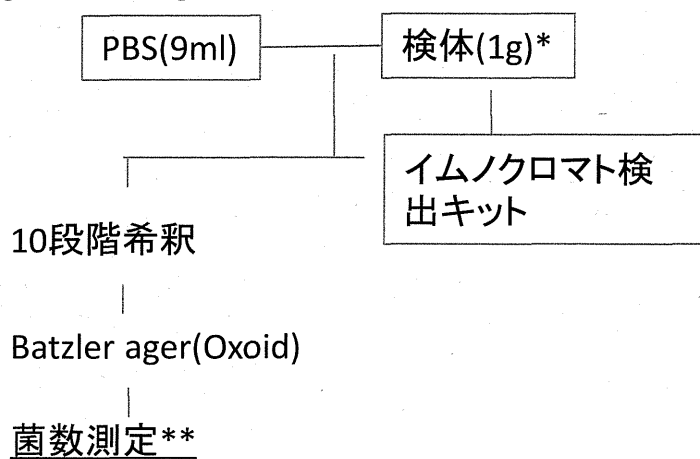 PBS(9ml)
検体(1g)*
イムノクロマト検
出キット
10段階希釈
Batzler ager(Oxoid)
菌数測定**